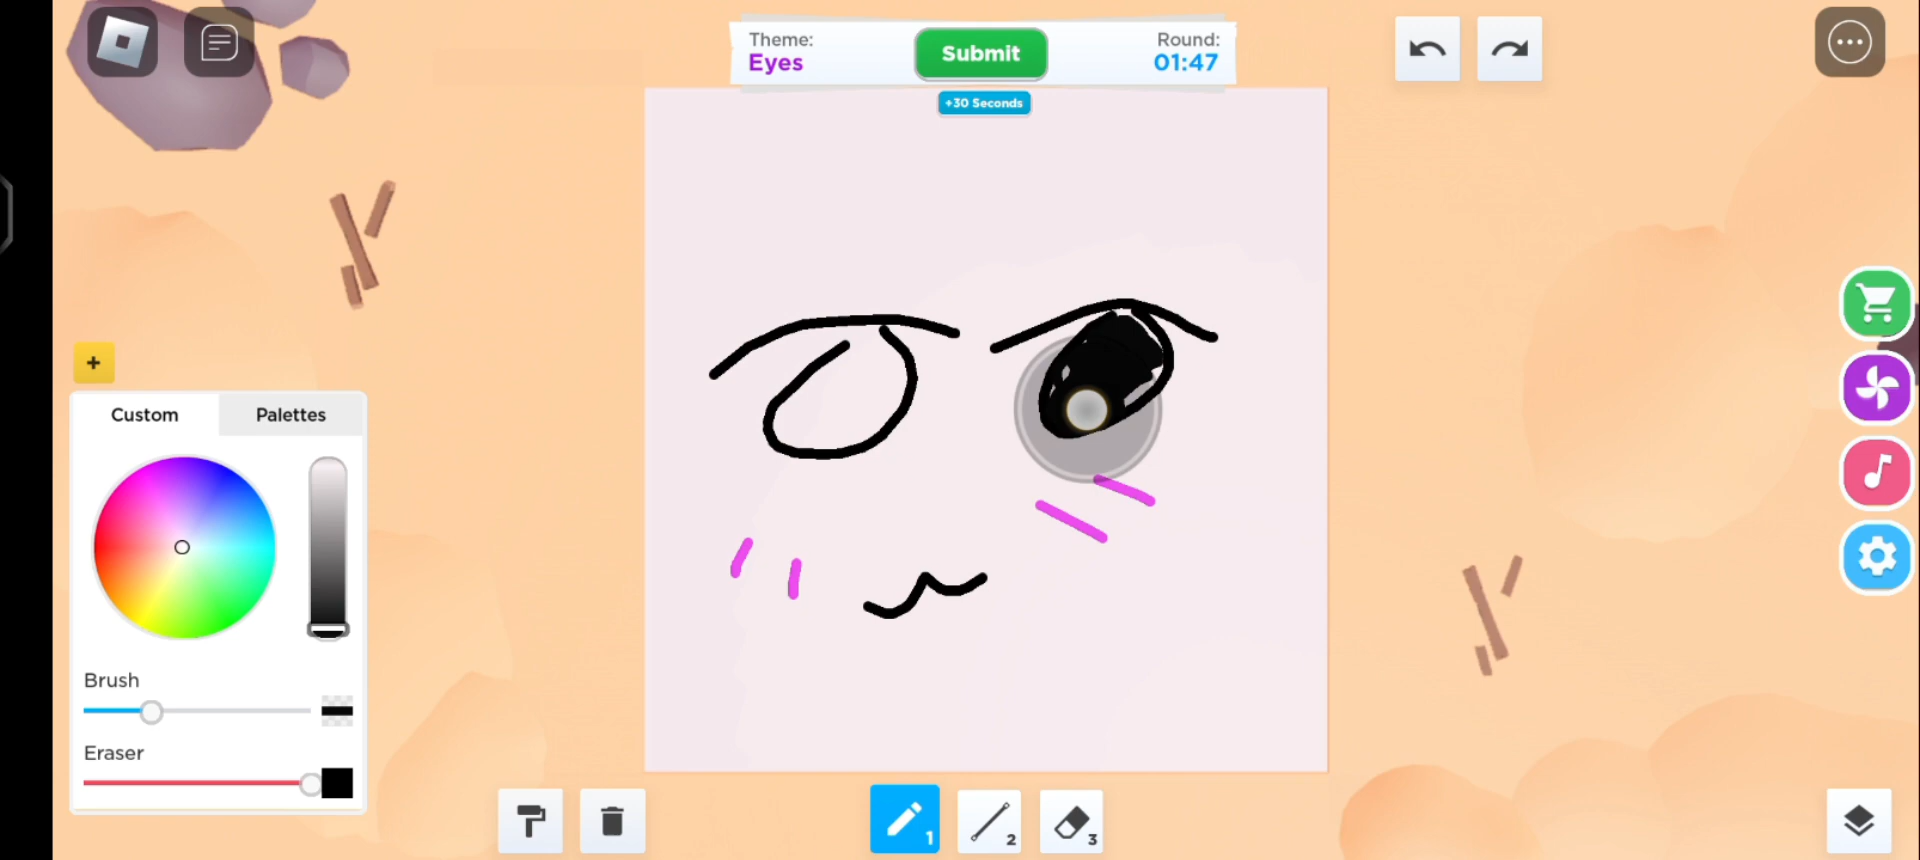 Theme:
Eyes
Submit
Round:
01:47
+30 Seconds
+
Custom
Palettes
Brush
Eraser
1
2
3